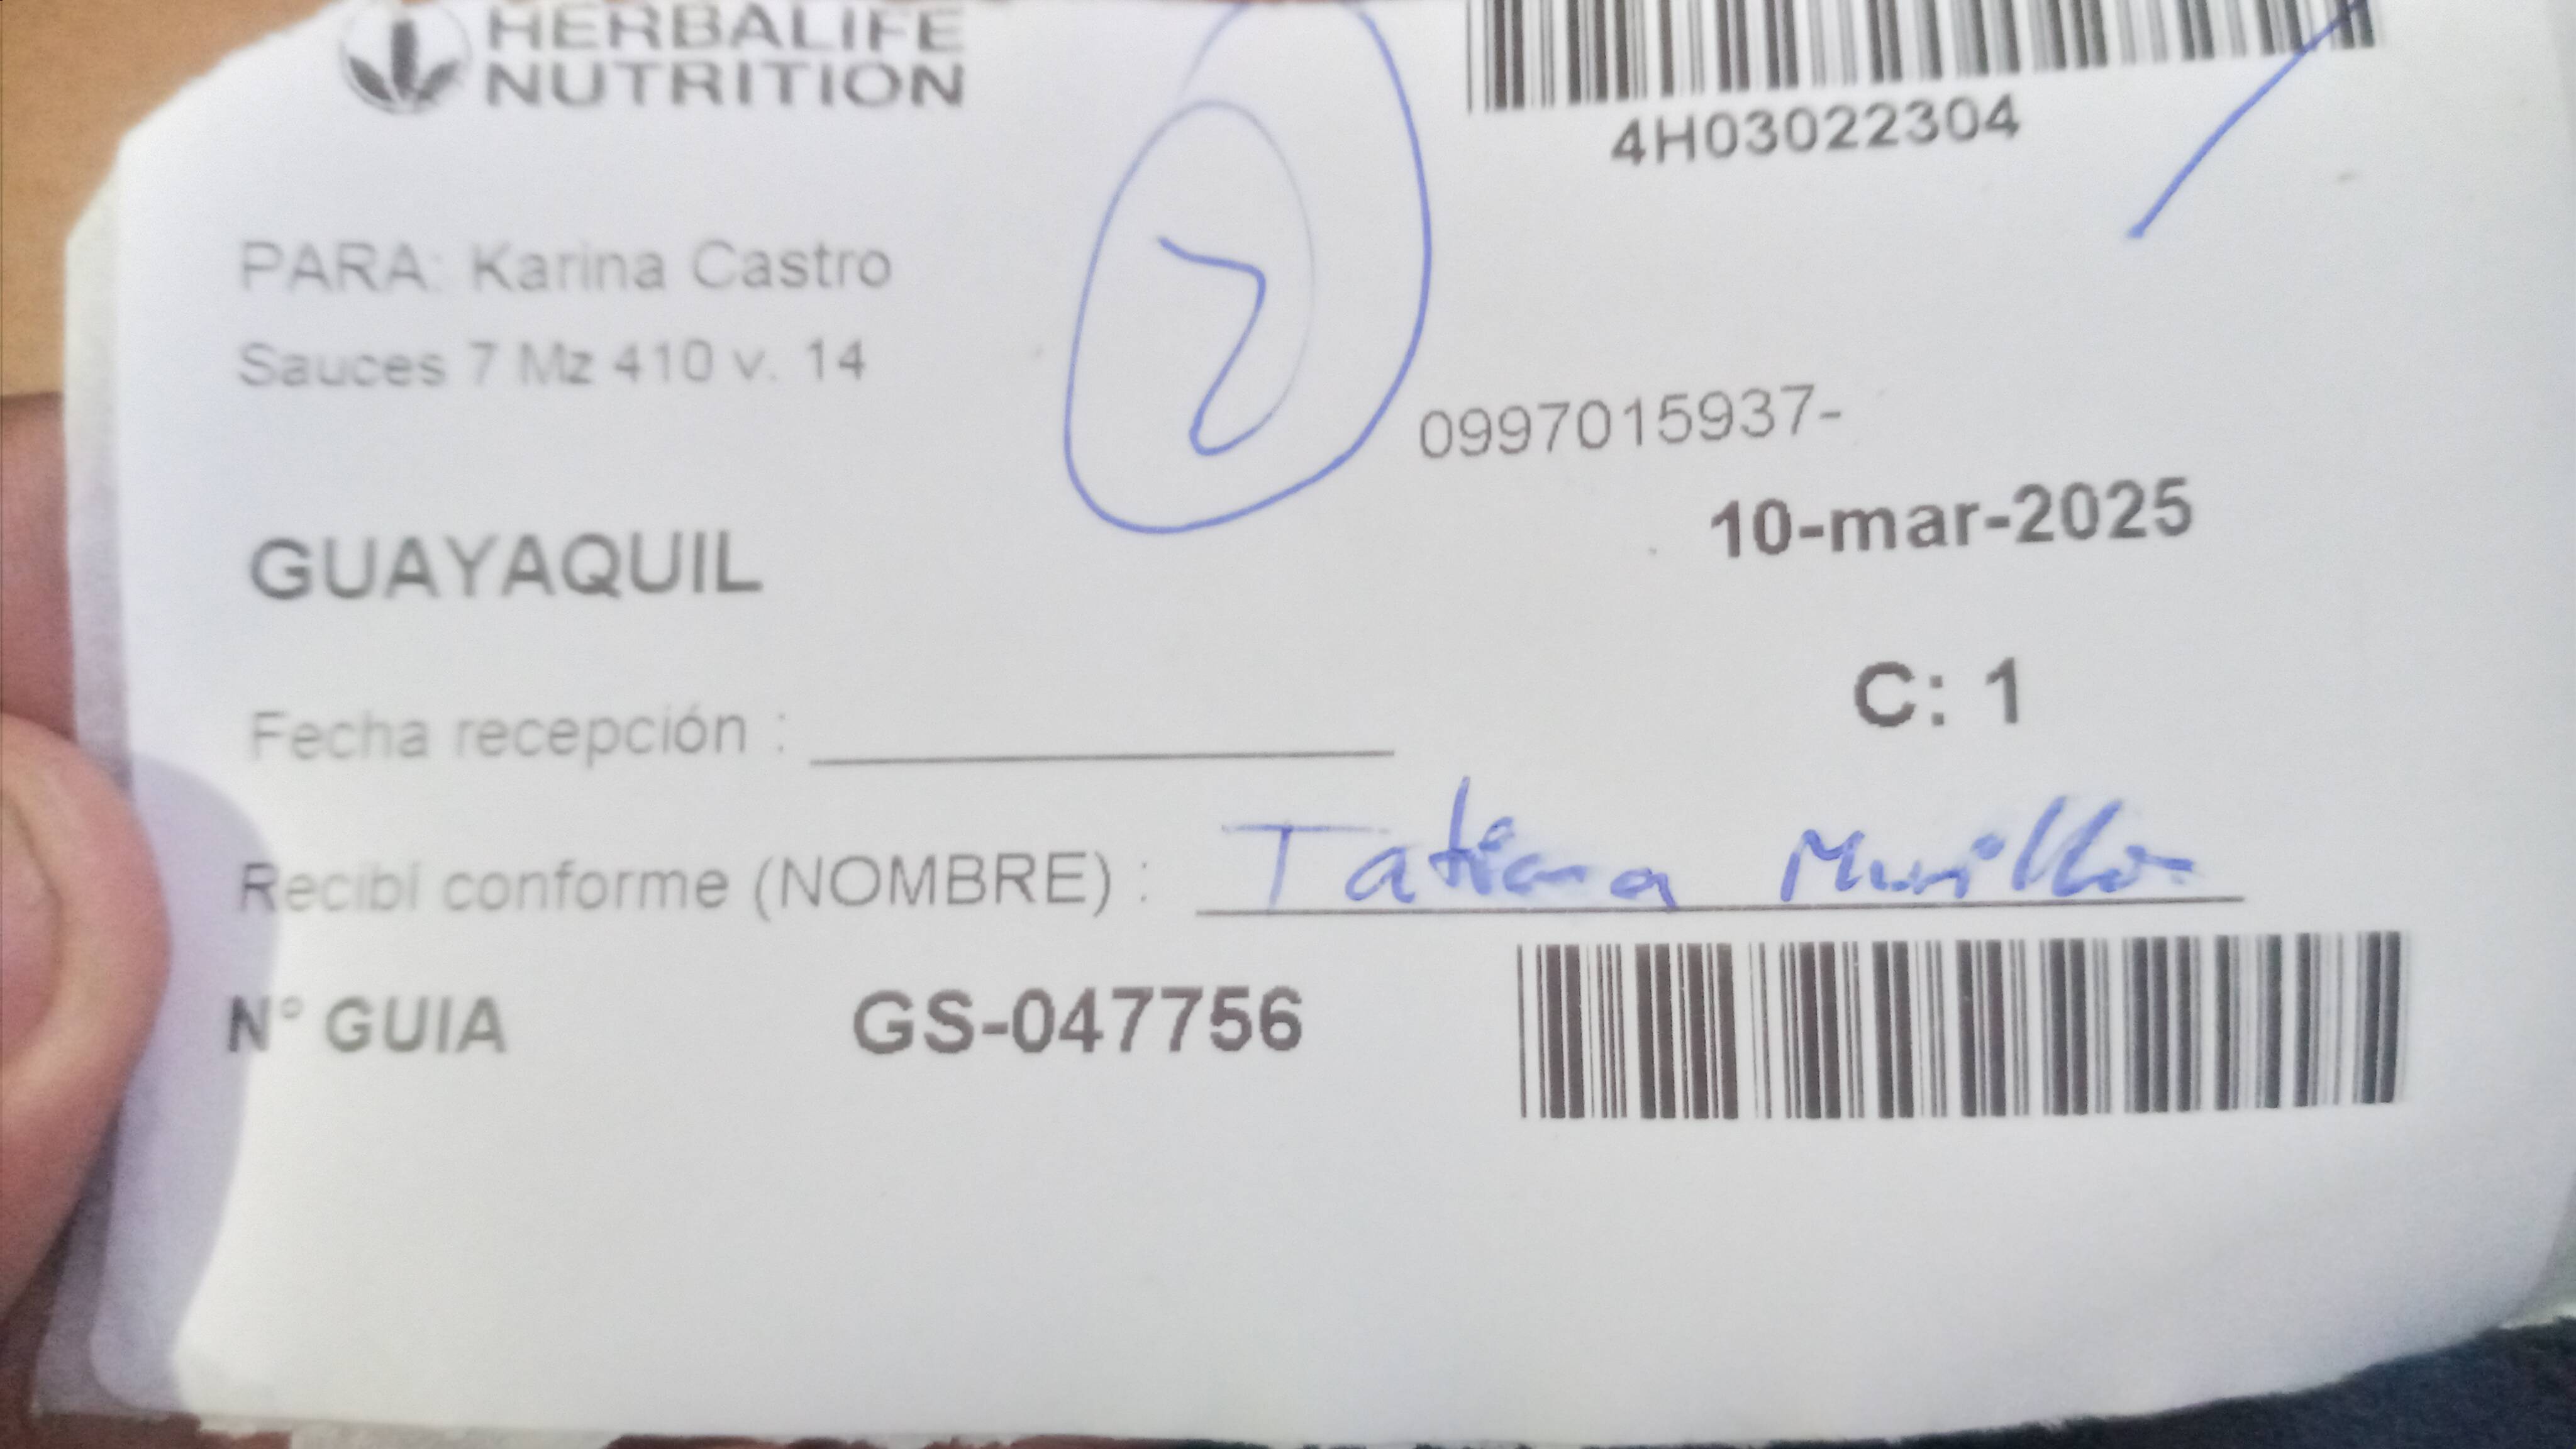 HERBALIFE
NUTRITION
4H03022304
PARA: Karina Castro
Sauces 7 Mz 410 v. 14
2
0997015937-
10-mar-2025
GUAYAQUIL
C: 1
Fecha recepción :
Recibí conforme (NOMBRE) : Tatiana Murillo
N° GUIA GS-047756